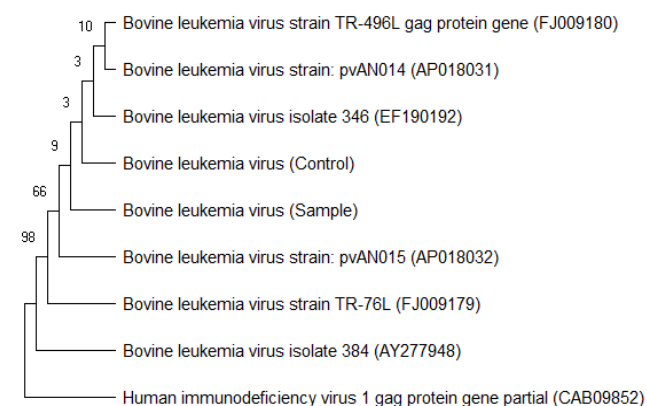 10
Bovine leukemia virus strain TR-496L gag protein gene (FJ009180)
3
Bovine leukemia virus strain: pvAN014 (AP018031)
3
Bovine leukemia virus isolate 346 (EF190192)
9
Bovine leukemia virus (Control)
66
Bovine leukemia virus (Sample)
98
Bovine leukemia virus strain: pvAN015 (AP018032)
Bovine leukemia virus strain TR-76L (FJ009179)
Bovine leukemia virus isolate 384 (AY277948)
Human immunodeficiency virus 1 gag protein gene partial (CAB09852)